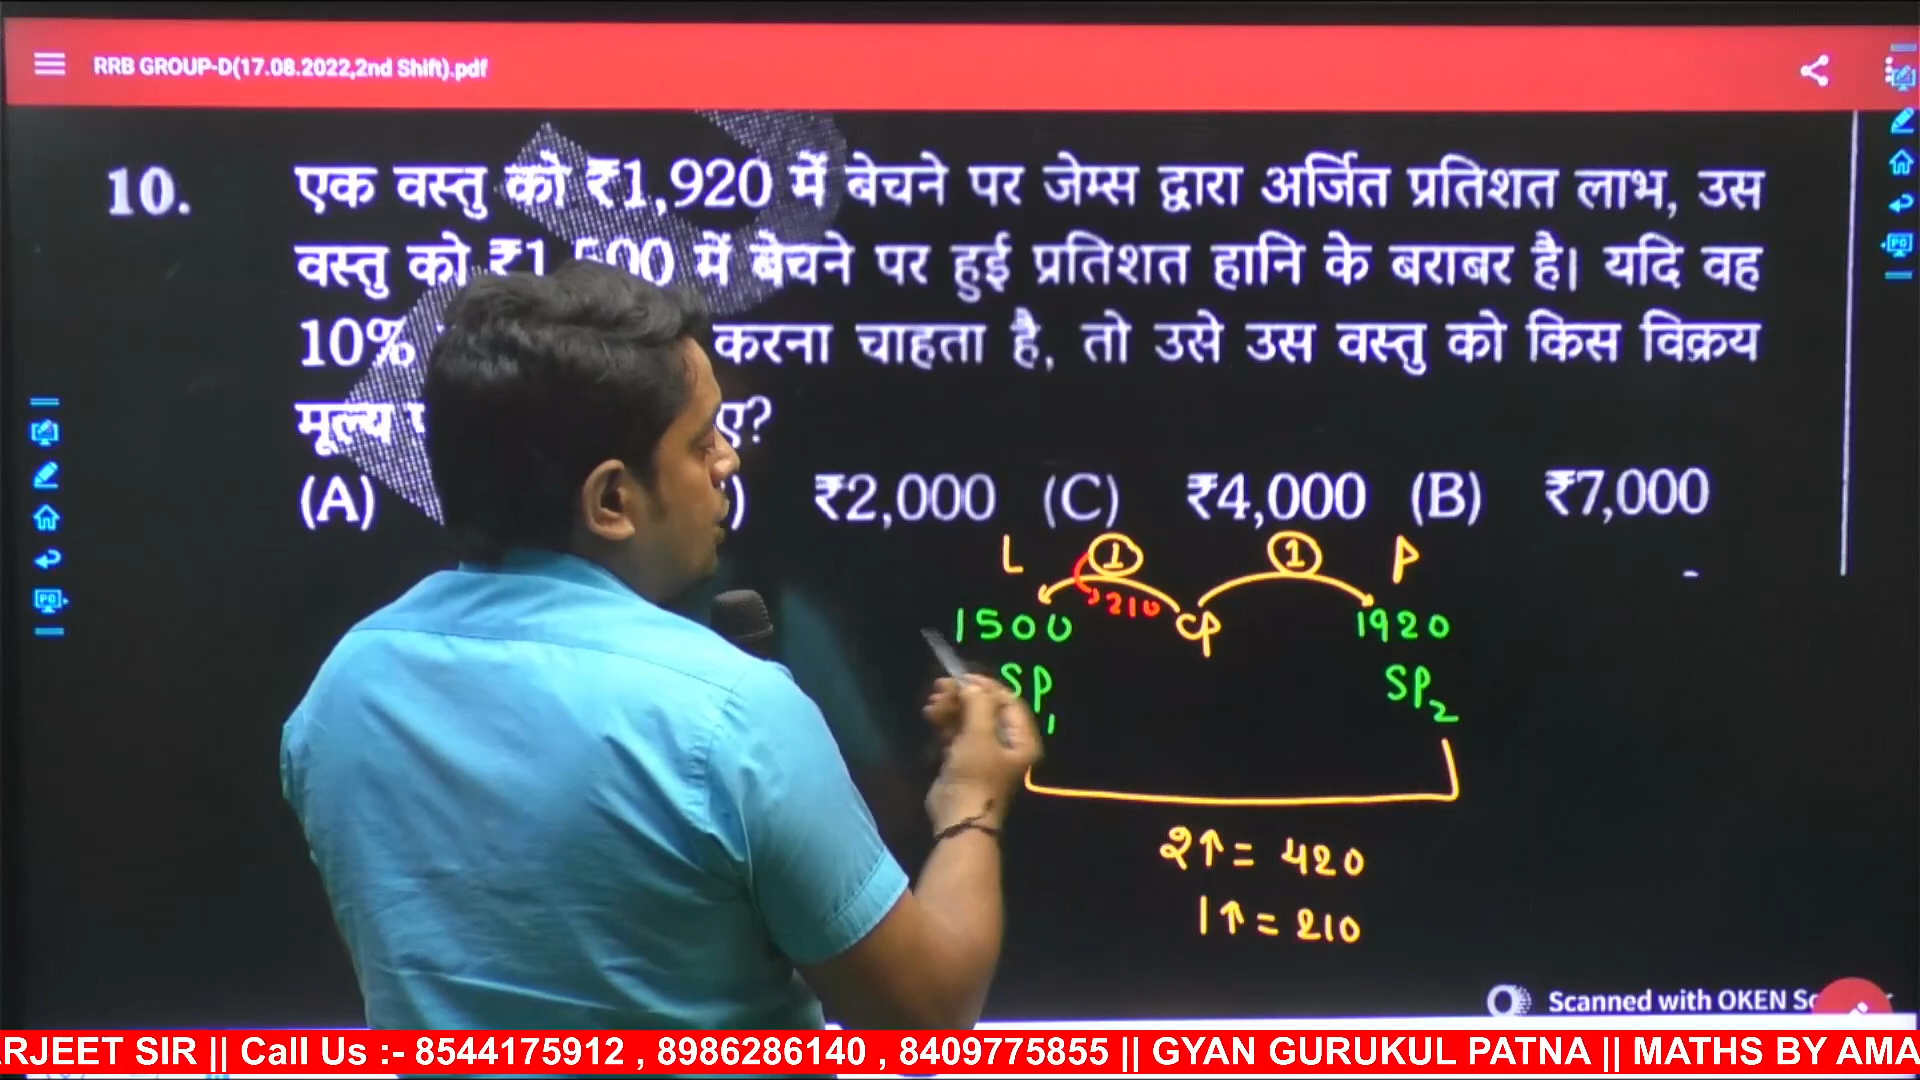 RRB GROUP-D(17.08.2022,2nd Shift).pdf
10. एक वस्तु को ₹1,920 में बेचने पर जेम्स द्वारा अर्जित प्रतिशत लाभ, उस
वस्तु को ₹1,500 में बेचने पर हुई प्रतिशत हानि के बराबर है। यदि वह
10% करना चाहता है, तो उसे उस वस्तु को किस विक्रय
मूल्य ?
(A) ₹2,000 (C) ₹4,000 (B) ₹7,000
L 1 1 P
1500 210 CP 1920
SP1 SP2
2↑ = 420
1↑ = 210
Scanned with OKEN
RJEET SIR || Call Us :- 8544175912 , 8986286140 , 8409775855 || GYAN GURUKUL PATNA || MATHS BY AMA